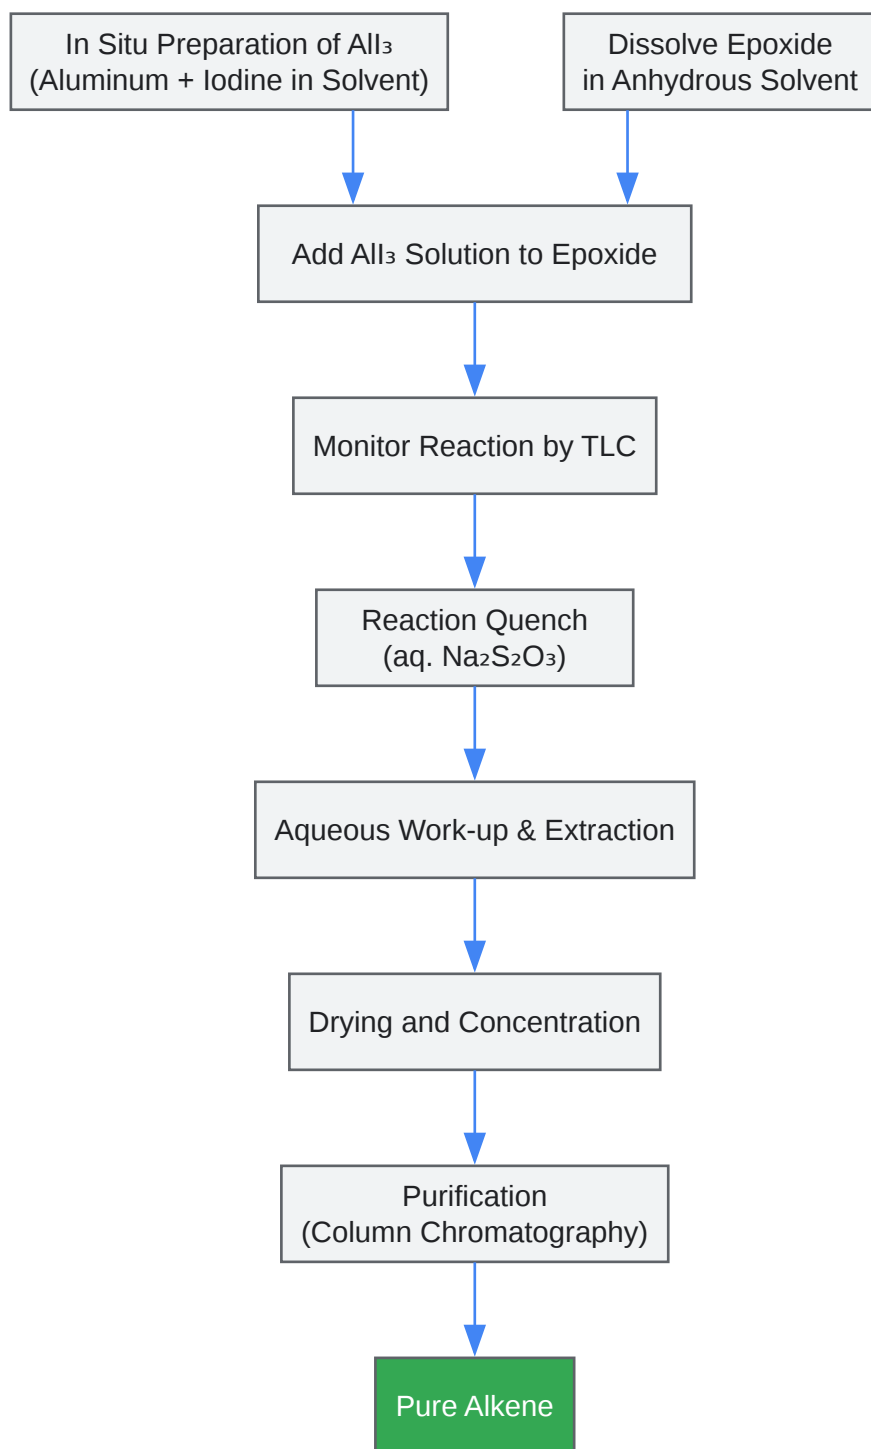 In Situ Preparation of AlI₃
(Aluminum + Iodine in Solvent)
Dissolve Epoxide
in Anhydrous Solvent
Add AlI₃ Solution to Epoxide
Monitor Reaction by TLC
Reaction Quench
(aq. Na₂S₂O₃)
Aqueous Work-up & Extraction
Drying and Concentration
Purification
(Column Chromatography)
Pure Alkene